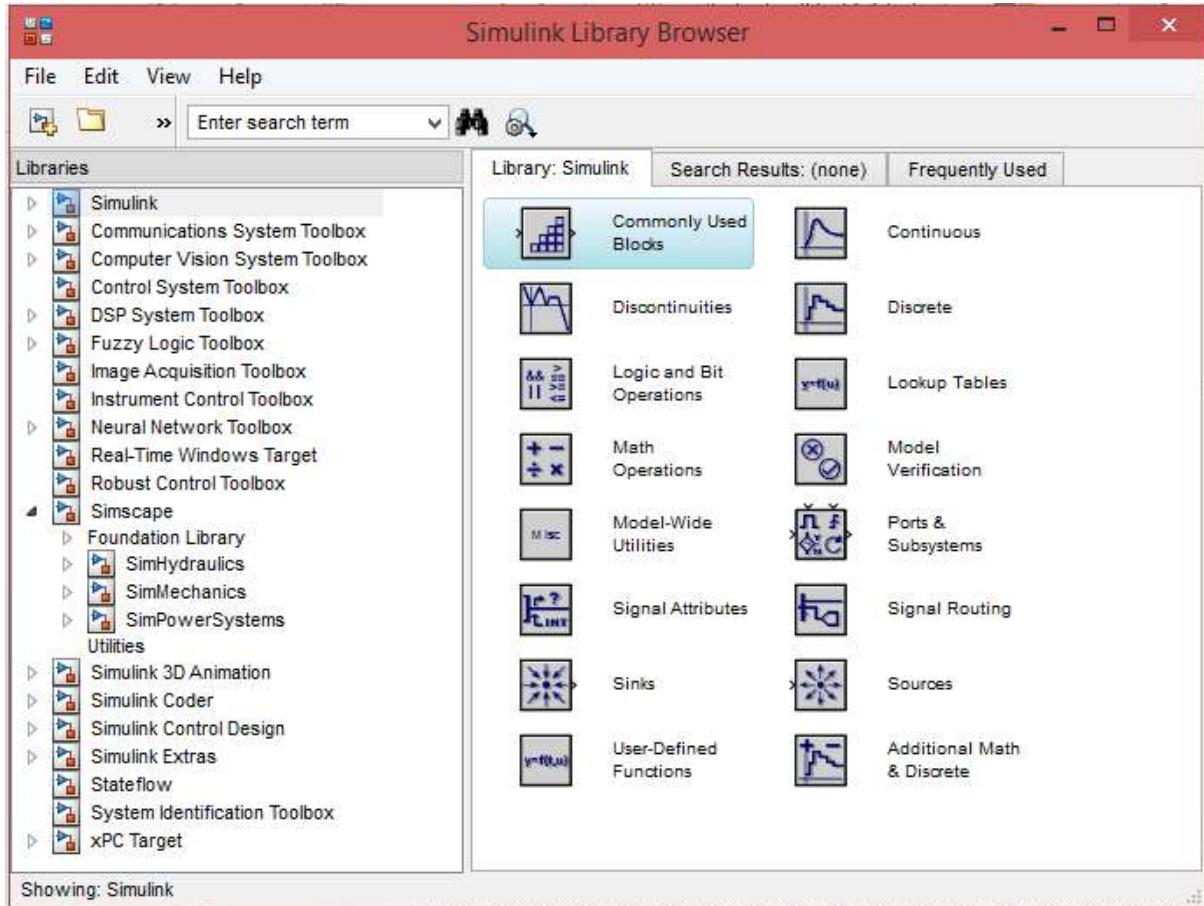 Simulink Library Browser
File Edit View Help
» Enter search term
Libraries
Library: Simulink Search Results: (none) Frequently Used
Simulink
Communications System Toolbox
Computer Vision System Toolbox
Control System Toolbox
DSP System Toolbox
Fuzzy Logic Toolbox
Image Acquisition Toolbox
Instrument Control Toolbox
Neural Network Toolbox
Real-Time Windows Target
Robust Control Toolbox
Simscape
Foundation Library
SimHydraulics
SimMechanics
SimPowerSystems
Utilities
Simulink 3D Animation
Simulink Coder
Simulink Control Design
Simulink Extras
Stateflow
System Identification Toolbox
xPC Target
Commonly Used
Blocks
Continuous
Discontinuities
Discrete
&& >
|| >=
<=
Logic and Bit
Operations
y=f(u)
Lookup Tables
+ −
÷ ×
Math
Operations
Model
Verification
Misc
Model-Wide
Utilities
Ports &
Subsystems
?
INT
Signal Attributes
Signal Routing
Sinks
Sources
y=f(t,u)
User-Defined
Functions
+ −
Additional Math
& Discrete
Showing: Simulink